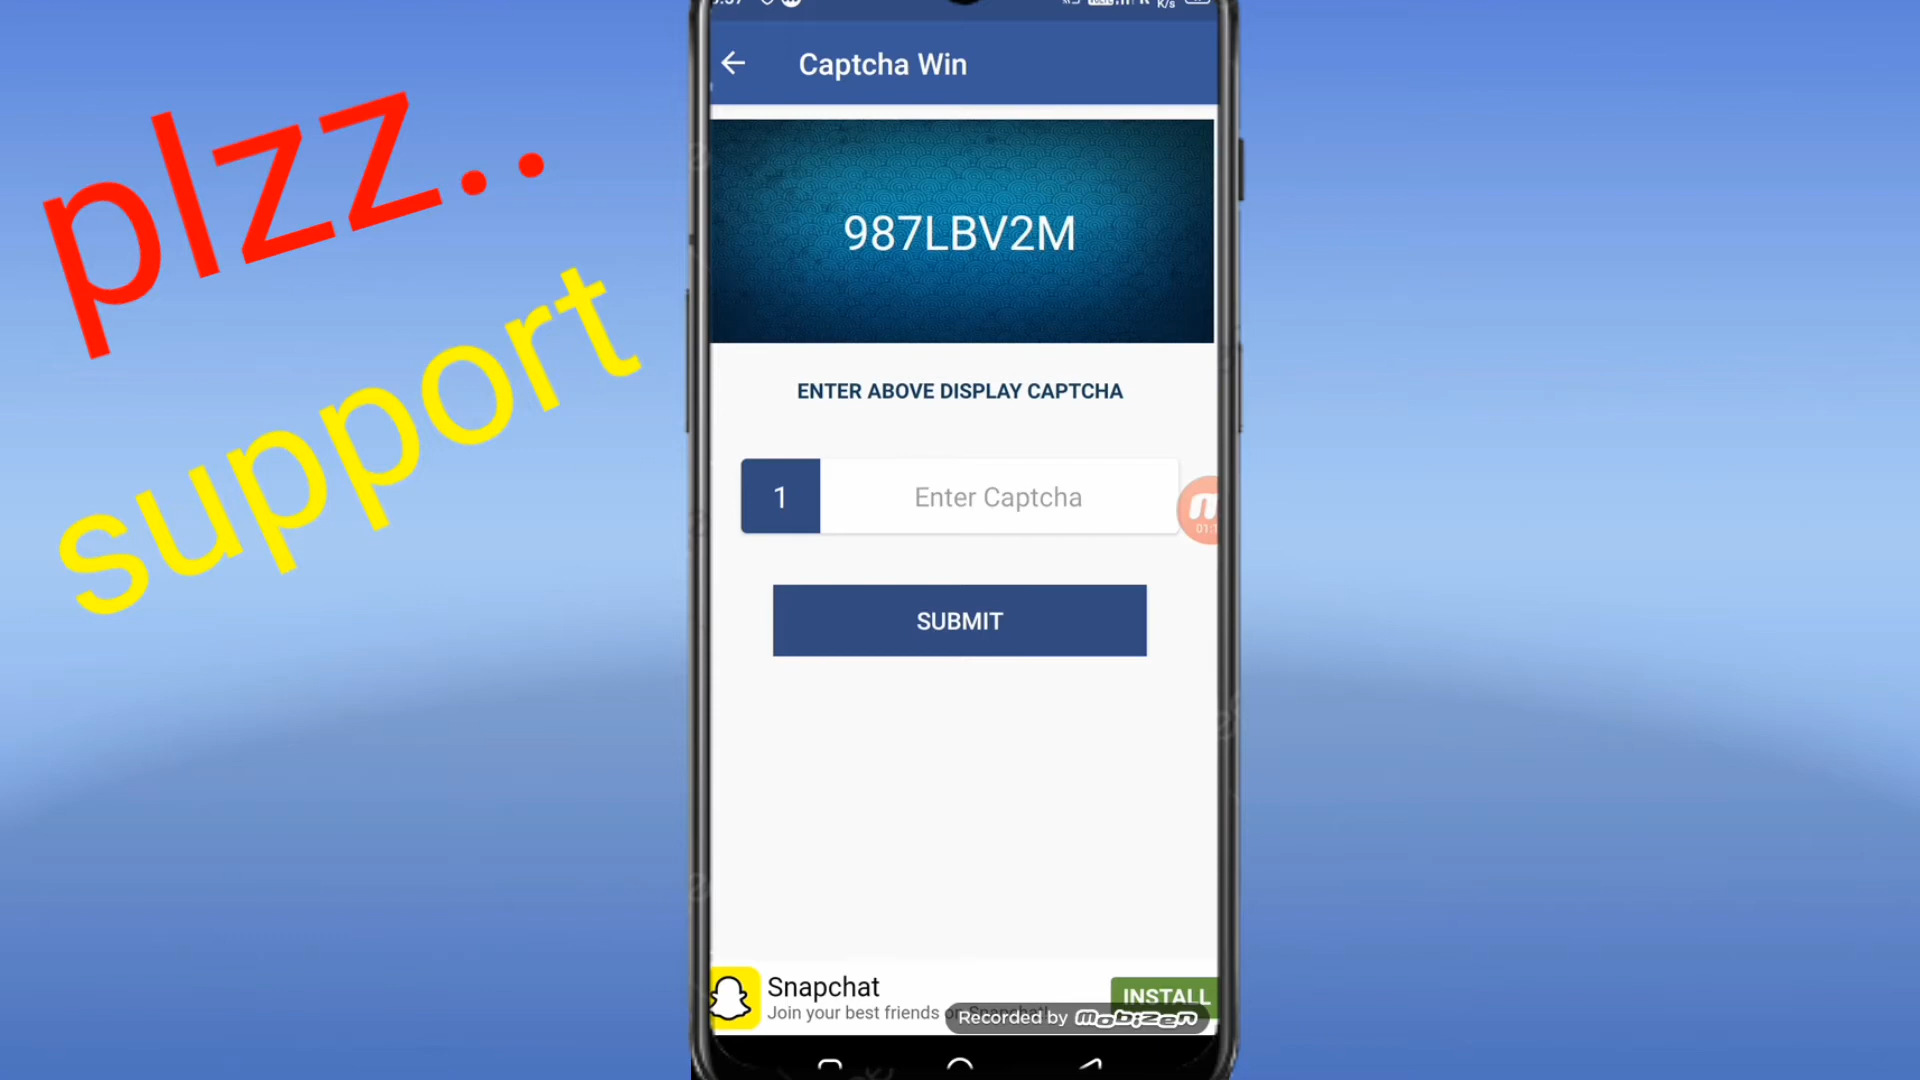 Captcha Win
plzz..
support
987LBV2M
ENTER ABOVE DISPLAY CAPTCHA
1 Enter Captcha
SUBMIT
Snapchat
Join your best friends
INSTALL
Recorded by mobizen